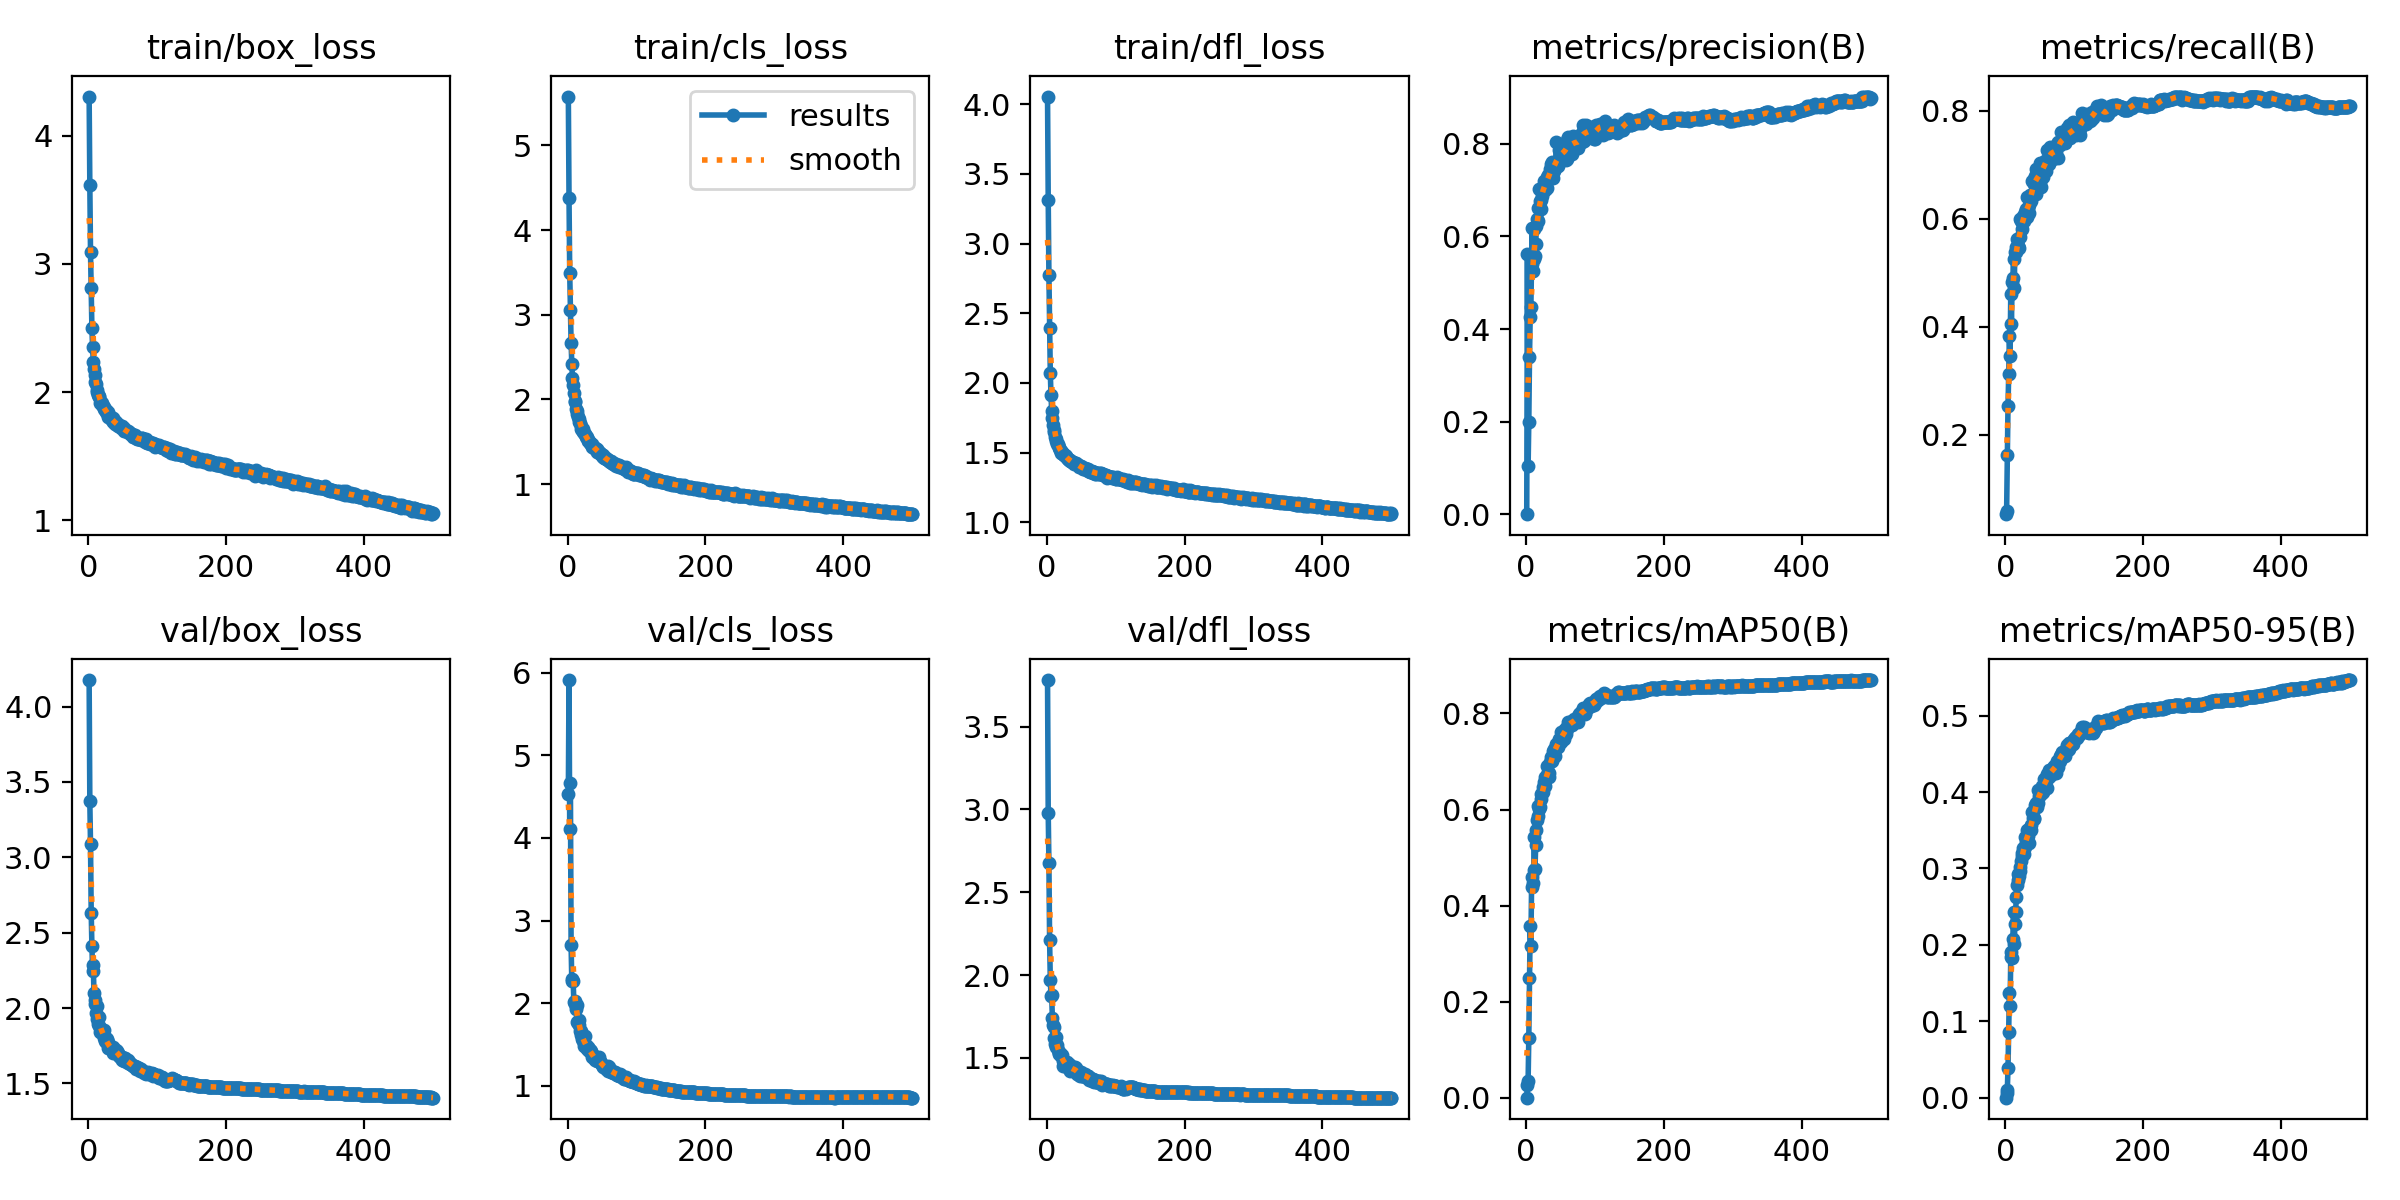 train/box_loss
4
3
2
1
0 200 400
train/cls_loss
results
smooth
5
4
3
2
1
0 200 400
train/dfl_loss
4.0
3.5
3.0
2.5
2.0
1.5
1.0
0 200 400
metrics/precision(B)
0.8
0.6
0.4
0.2
0.0
0 200 400
metrics/recall(B)
0.8
0.6
0.4
0.2
0 200 400
val/box_loss
4.0
3.5
3.0
2.5
2.0
1.5
0 200 400
val/cls_loss
6
5
4
3
2
1
0 200 400
val/dfl_loss
3.5
3.0
2.5
2.0
1.5
0 200 400
metrics/mAP50(B)
0.8
0.6
0.4
0.2
0.0
0 200 400
metrics/mAP50-95(B)
0.5
0.4
0.3
0.2
0.1
0.0
0 200 400